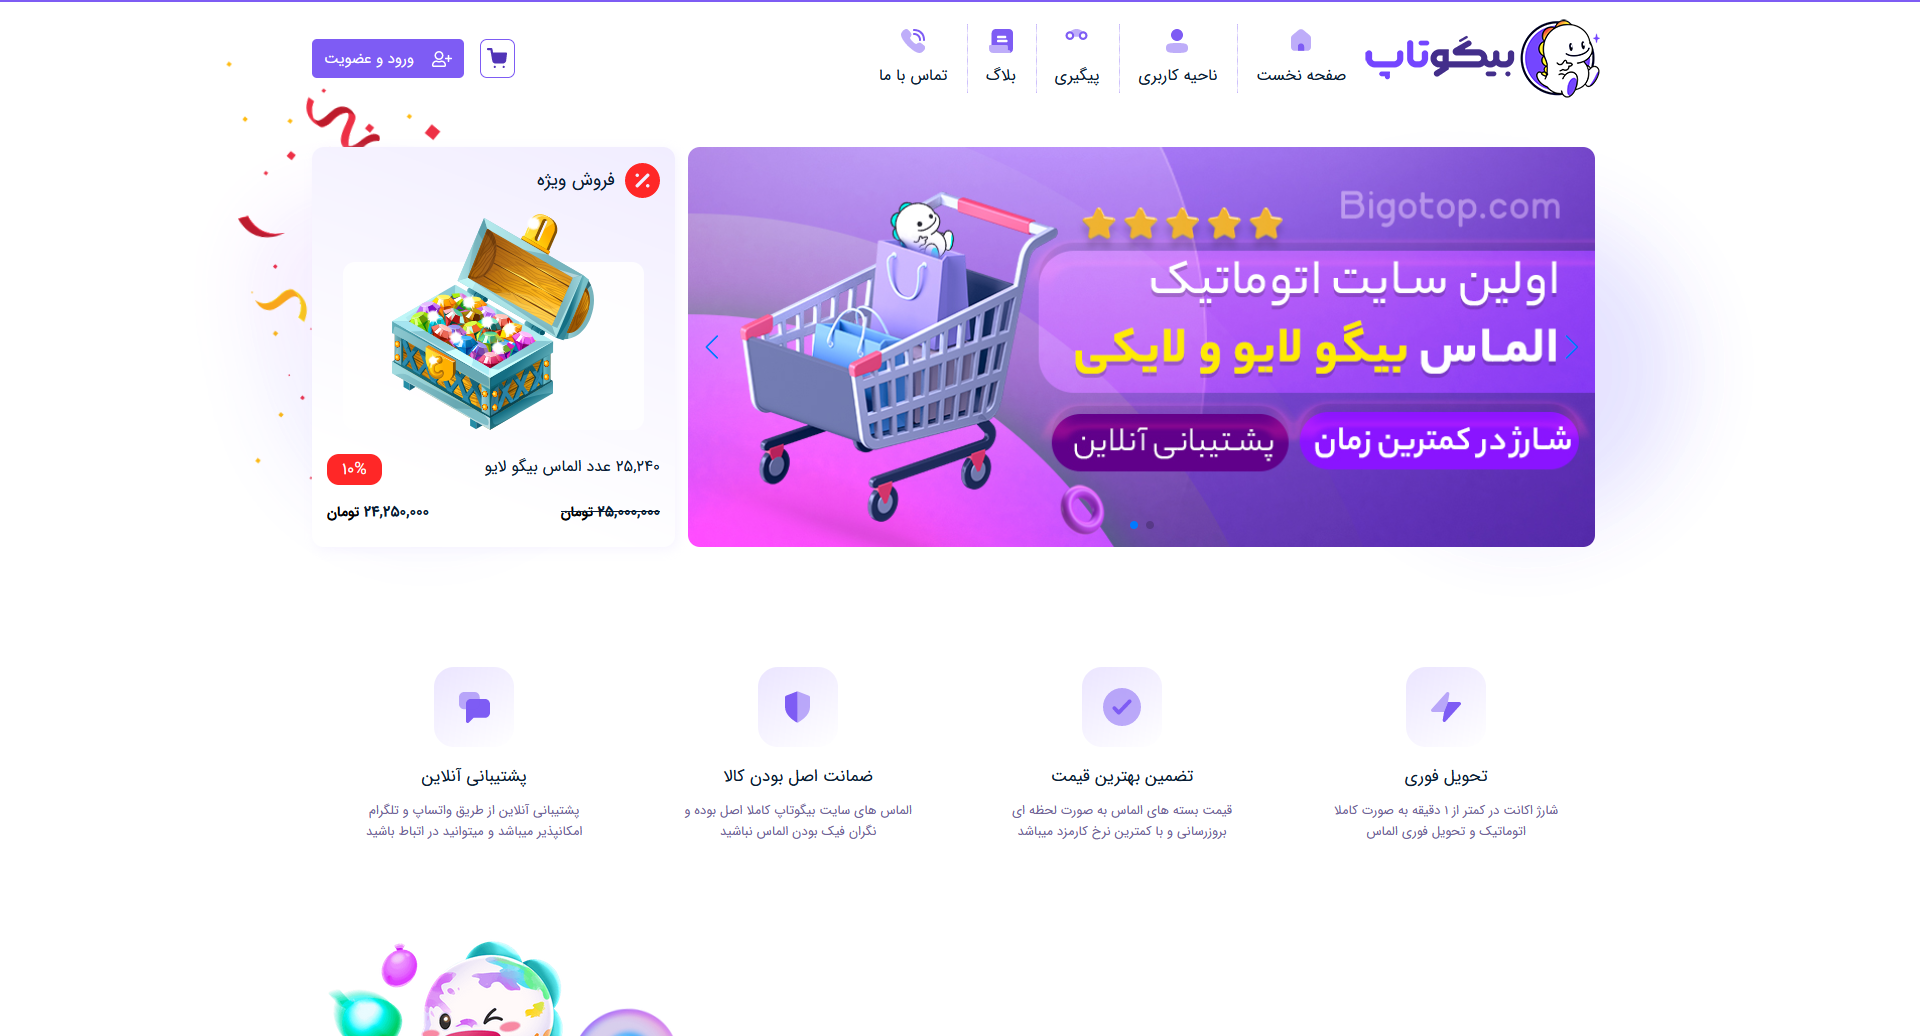 بیگوتاپ
صفحه نخست
ناحیه کاربری
پیگیری
بلاگ
تماس با ما
ورود و عضویت
Bigotop.com
اولین سایت اتوماتیک
الماس بیگو لایو و لایکی
شارژ در کمترین زمان
پشتیبانی آنلاین
فروش ویژه
۲۵,۲۴۰ عدد الماس بیگو لایو
۱۰%
۲۵,۰۰۰,۰۰۰ تومان
۲۴,۲۵۰,۰۰۰ تومان
تحویل فوری
شارژ اکانت در کمتر از ۱ دقیقه به صورت کاملا
اتوماتیک و تحویل فوری الماس
تضمین بهترین قیمت
قیمت بسته های الماس به صورت لحظه ای
بروزرسانی و با کمترین نرخ کارمزد میباشد
ضمانت اصل بودن کالا
الماس های سایت بیگوتاپ کاملا اصل بوده و
نگران فیک بودن الماس نباشید
پشتیبانی آنلاین
پشتیبانی آنلاین از طریق واتساپ و تلگرام
امکانپذیر میباشد و میتوانید در اتباط باشید